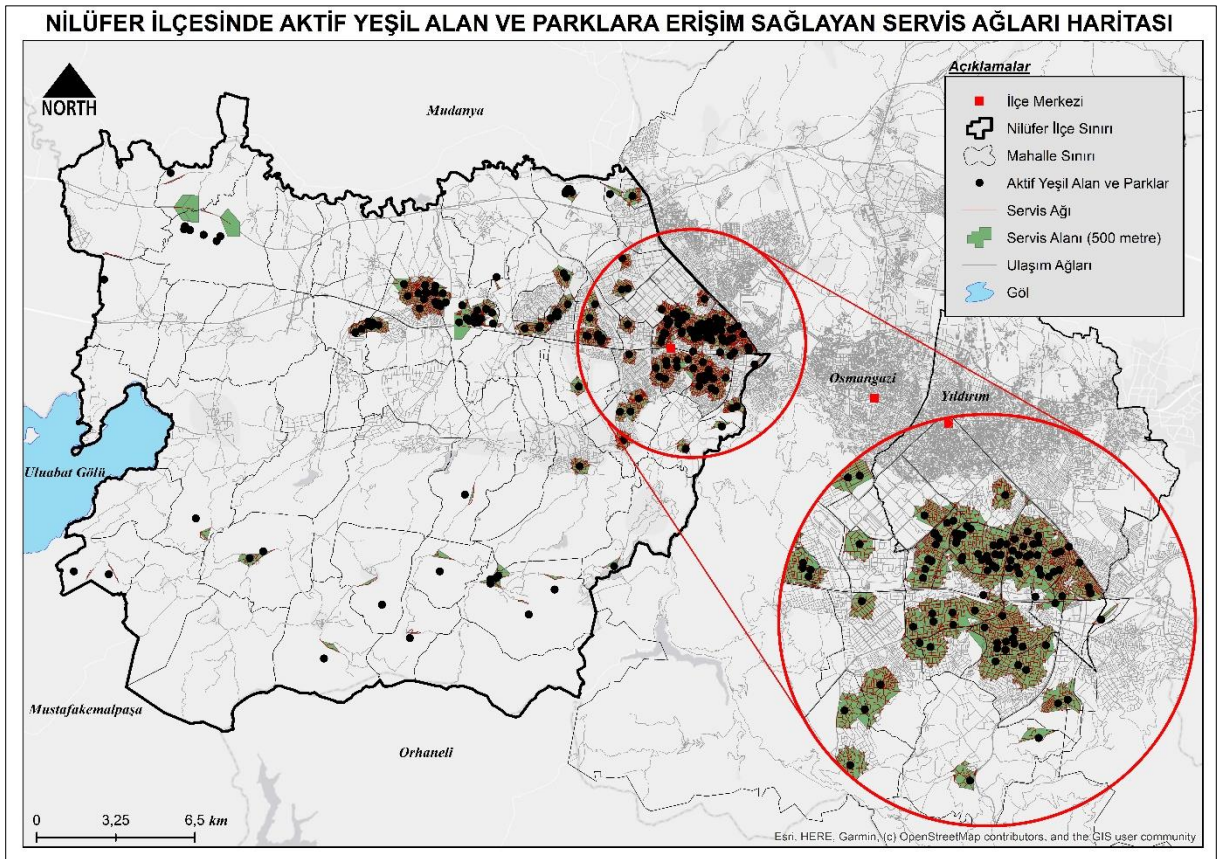 NİLÜFER İLÇESİNDE AKTİF YEŞİL ALAN VE PARKLARA ERİŞİM SAĞLAYAN SERVİS AĞLARI HARİTASI
NORTH
Mudanya
Açıklamalar
İlçe Merkezi
Nilüfer İlçe Sınırı
Mahalle Sınırı
Aktif Yeşil Alan ve Parklar
Servis Ağı
Servis Alanı (500 metre)
Ulaşım Ağları
Göl
Osmangazi
Yıldırım
Uluabat Gölü
Mustafakemalpaşa
Orhaneli
0 3,25 6,5 km
Esri, HERE, Garmin, (c) OpenStreetMap contributors, and the GIS user community